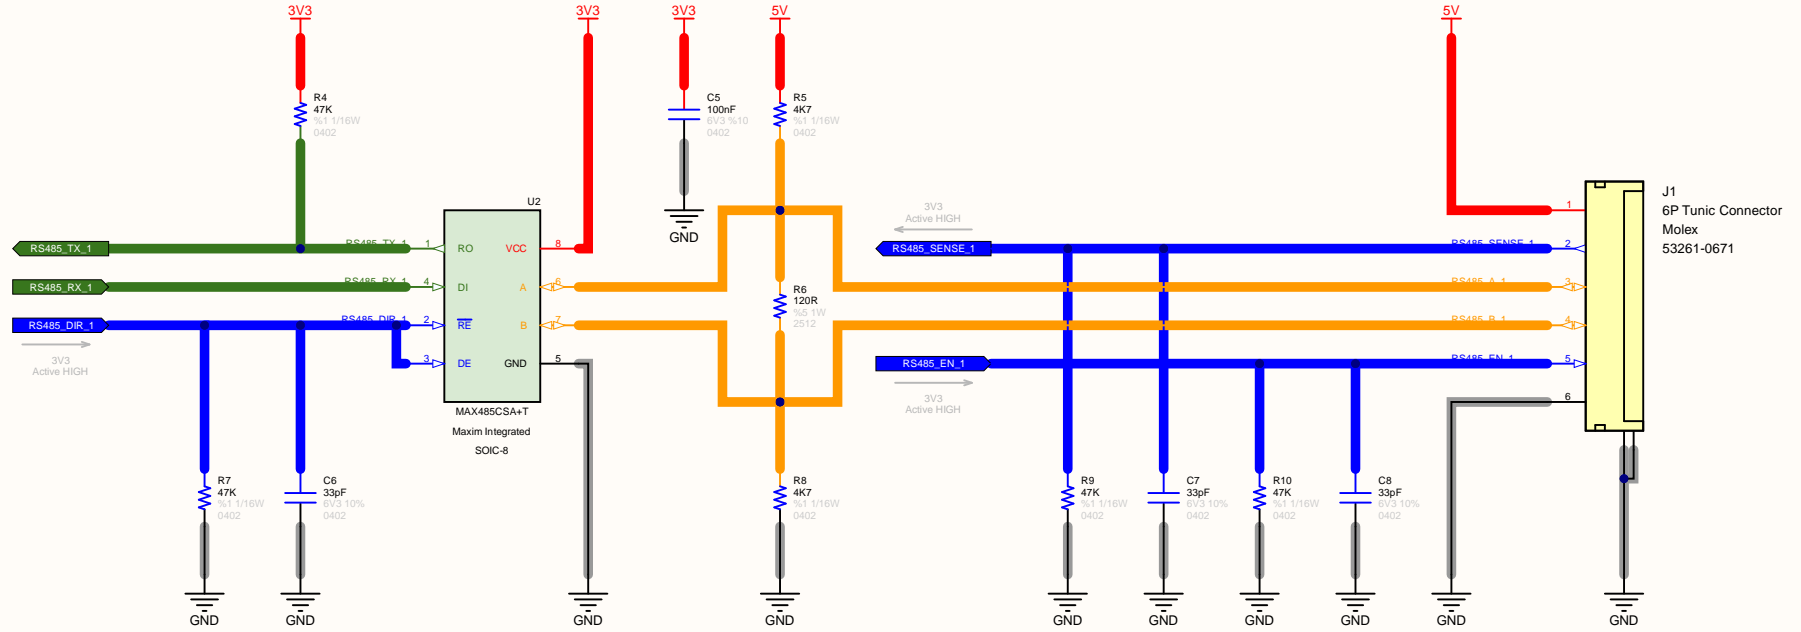 3V3
3V3
3V3
5V
5V
R4
47K
%1 1/16W
0402
C5
100nF
6V3 %10
0402
R5
4K7
%1 1/16W
0402
GND
U2
RS485_TX_1
RS485_TX_1
1
RO
VCC
8
RS485_RX_1
RS485_RX_1
4
DI
A
6
RS485_DIR_1
RS485_DIR_1
2
RE
B
7
3
DE
GND
5
3V3
Active HIGH
MAX485CSA+T
Maxim Integrated
SOIC-8
R6
120R
%5 1W
2512
3V3
Active HIGH
RS485_SENSE_1
RS485_SENSE_1
2
1
RS485_A_1
3
RS485_B_1
4
RS485_EN_1
RS485_EN_1
5
6
3V3
Active HIGH
J1
6P Tunic Connector
Molex
53261-0671
R7
47K
%1 1/16W
0402
C6
33pF
6V3 10%
0402
R8
4K7
%1 1/16W
0402
R9
47K
%1 1/16W
0402
C7
33pF
6V3 10%
0402
R10
47K
%1 1/16W
0402
C8
33pF
6V3 10%
0402
GND
GND
GND
GND
GND
GND
GND
GND
GND
GND